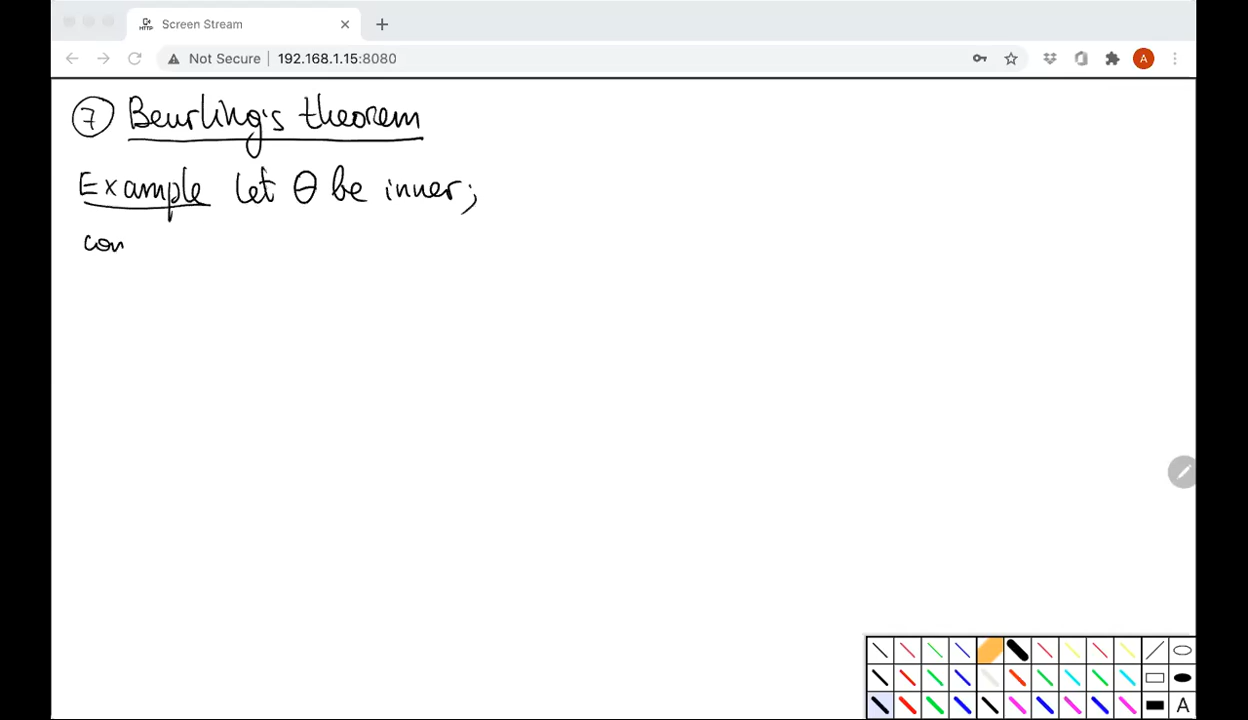 Screen Stream
Not Secure 192.168.1.15:8080
A
7 Beurling's theorem
Example let θ be inner;
con
A